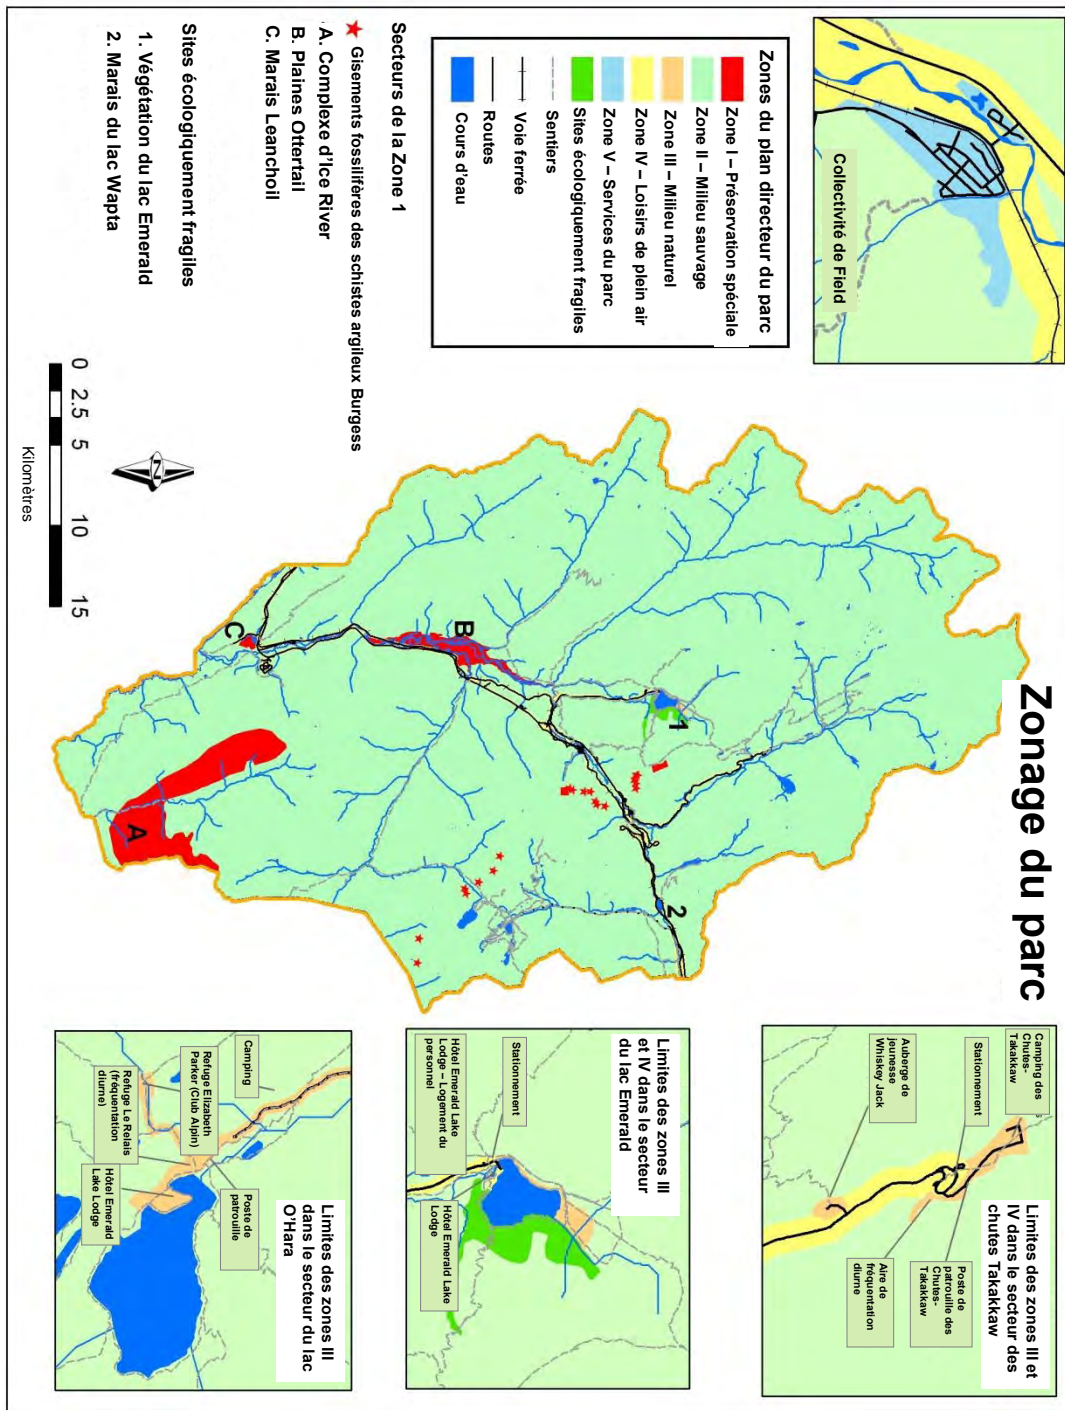 Zonage du parc
Collectivité de Field
Zones du plan directeur du parc
Zone I – Préservation spéciale
Zone II – Milieu sauvage
Zone III – Milieu naturel
Zone IV – Loisirs de plein air
Zone V – Services du parc
Sites écologiquement fragiles
Sentiers
Voie ferrée
Routes
Cours d'eau
Secteurs de la Zone 1
Gisements fossilifères des schistes argileux Burgess
A. Complexe d'Ice River
B. Plaines Ottertail
C. Marais Leanchoil
Sites écologiquement fragiles
1. Végétation du lac Emerald
2. Marais du lac Wapta
0 2.5 5 10 15
Kilomètres
N
A
B
C
1
2
Limites des zones III et
IV dans le secteur des
chutes Takakkaw
Camping des
Chutes-
Takakkaw
Stationnement
Auberge de
jeunesse
Whiskey Jack
Poste de
patrouille des
Chutes-
Takakkaw
Aire de
fréquentation
diurne
Limites des zones III
et IV dans le secteur
du lac Emerald
Stationnement
Hôtel Emerald Lake
Lodge – Logement du
personnel
Hôtel Emerald Lake
Lodge
Limites des zones III
dans le secteur du lac
O'Hara
Camping
Refuge Elizabeth
Parker (Club Alpin)
Refuge Le Relais
(fréquentation
diurne)
Hôtel Emerald
Lake Lodge
Poste de
patrouille